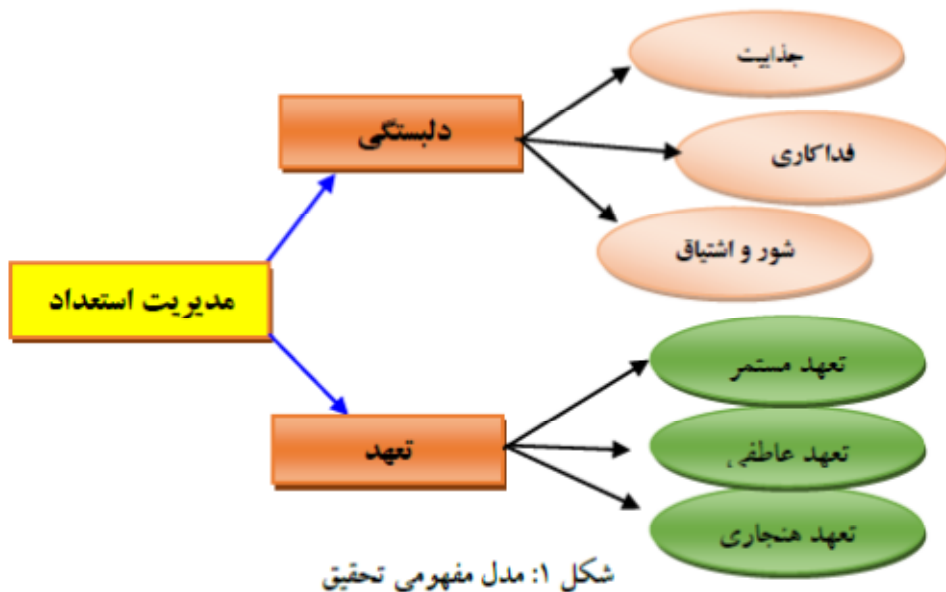 جذابیت
دلبستگی
فداکاری
شور و اشتیاق
مدیریت استعداد
تعهد مستمر
تعهد
تعهد عاطفی
تعهد هنجاری
شکل ۱: مدل مفهومی تحقیق